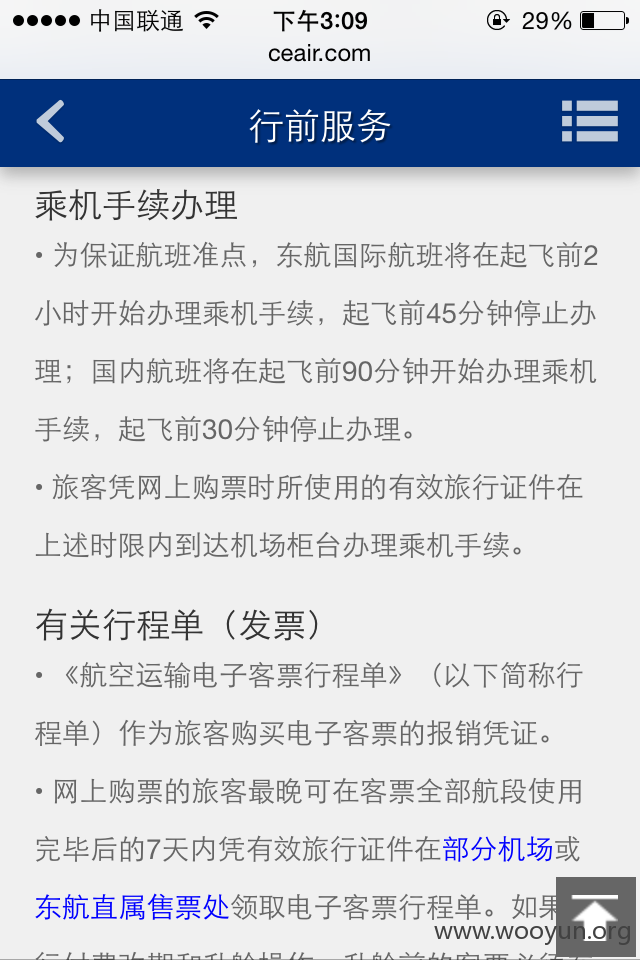 中国联通 下午3:09 29%
ceair.com
行前服务
乘机手续办理
• 为保证航班准点，东航国际航班将在起飞前2
小时开始办理乘机手续，起飞前45分钟停止办
理；国内航班将在起飞前90分钟开始办理乘机
手续，起飞前30分钟停止办理。
• 旅客凭网上购票时所使用的有效旅行证件在
上述时限内到达机场柜台办理乘机手续。
有关行程单（发票）
• 《航空运输电子客票行程单》（以下简称行
程单）作为旅客购买电子客票的报销凭证。
• 网上购票的旅客最晚可在客票全部航段使用
完毕后的7天内凭有效旅行证件在部分机场或
东航直属售票处领取电子客票行程单。如果
www.wooyun.org